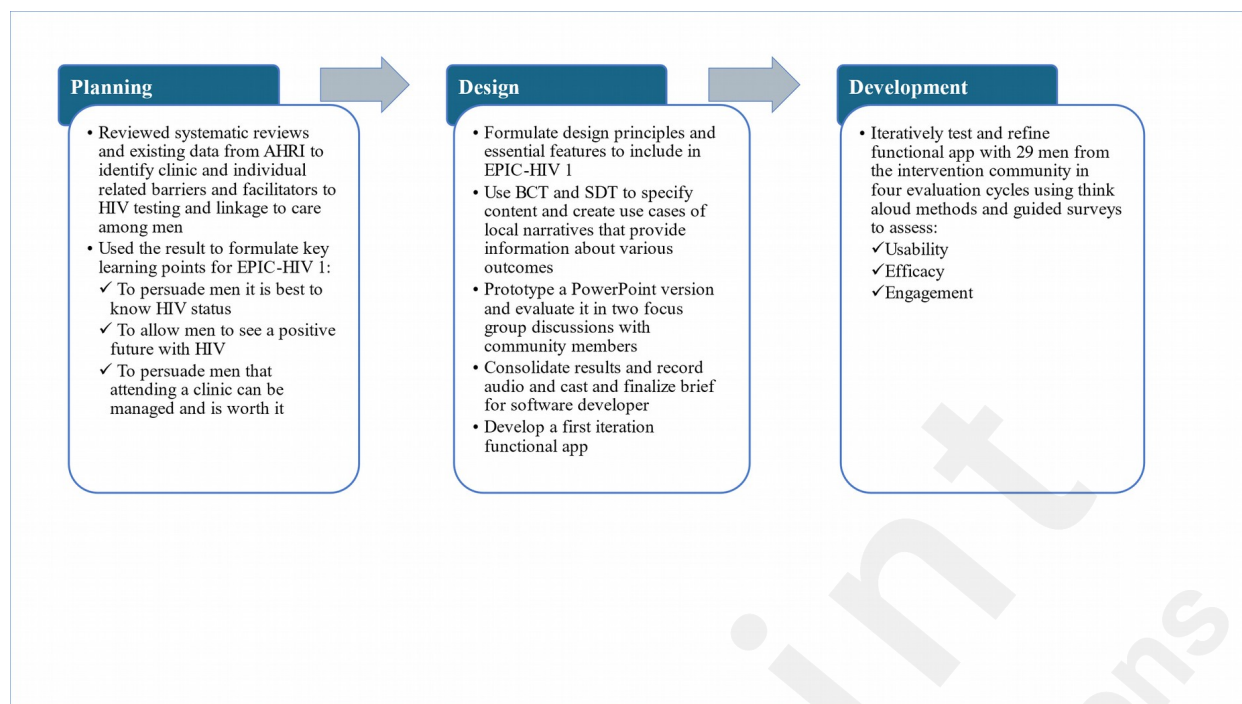 Planning
• Reviewed systematic reviews
and existing data from AHRI to
identify clinic and individual
related barriers and facilitators to
HIV testing and linkage to care
among men
• Used the result to formulate key
learning points for EPIC-HIV 1:
✓ To persuade men it is best to
know HIV status
✓ To allow men to see a positive
future with HIV
✓ To persuade men that
attending a clinic can be
managed and is worth it
Design
• Formulate design principles and
essential features to include in
EPIC-HIV 1
• Use BCT and SDT to specify
content and create use cases of
local narratives that provide
information about various
outcomes
• Prototype a PowerPoint version
and evaluate it in two focus
group discussions with
community members
• Consolidate results and record
audio and cast and finalize brief
for software developer
• Develop a first iteration
functional app
Development
• Iteratively test and refine
functional app with 29 men from
the intervention community in
four evaluation cycles using think
aloud methods and guided surveys
to assess:
✓Usability
✓Efficacy
✓Engagement
int
ons